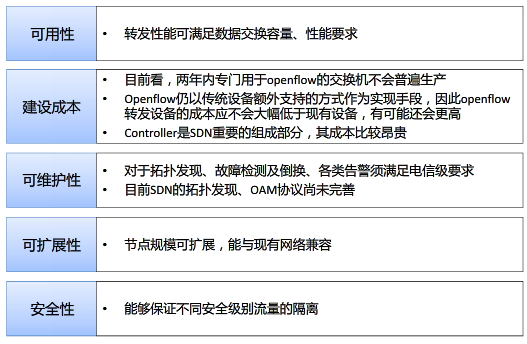 可用性
• 转发性能可满足数据交换容量、性能要求
建设成本
• 目前看，两年内专门用于openflow的交换机不会普遍生产
• Openflow仍以传统设备额外支持的方式作为实现手段，因此openflow
转发设备的成本应不会大幅低于现有设备，有可能还会更高
• Controller是SDN重要的组成部分，其成本比较昂贵
可维护性
• 对于拓扑发现、故障检测及倒换、各类告警须满足电信级要求
• 目前SDN的拓扑发现、OAM协议尚未完善
可扩展性
• 节点规模可扩展，能与现有网络兼容
安全性
• 能够保证不同安全级别流量的隔离